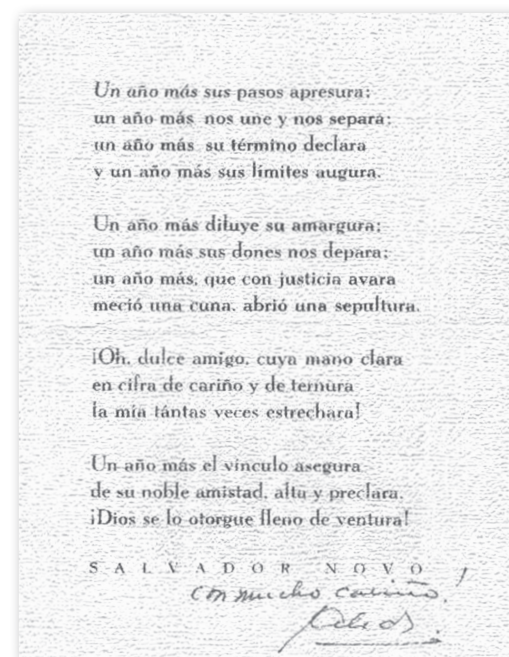 Un año más sus pasos apresura;
un año más nos une y nos separa;
un año más su término declara
y un año más sus límites augura.
Un año más diluye su amargura;
un año más sus dones nos depara;
un año más, que con justicia avara
meció una cuna, abrió una sepultura.
¡Oh, dulce amigo, cuya mano clara
en cifra de cariño y de ternura
la mía tántas veces estrechara!
Un año más el vínculo asegura
de su noble amistad, alta y preclara.
¡Dios se lo otorgue lleno de ventura!
SALVADOR NOVO
con mucho cariño!